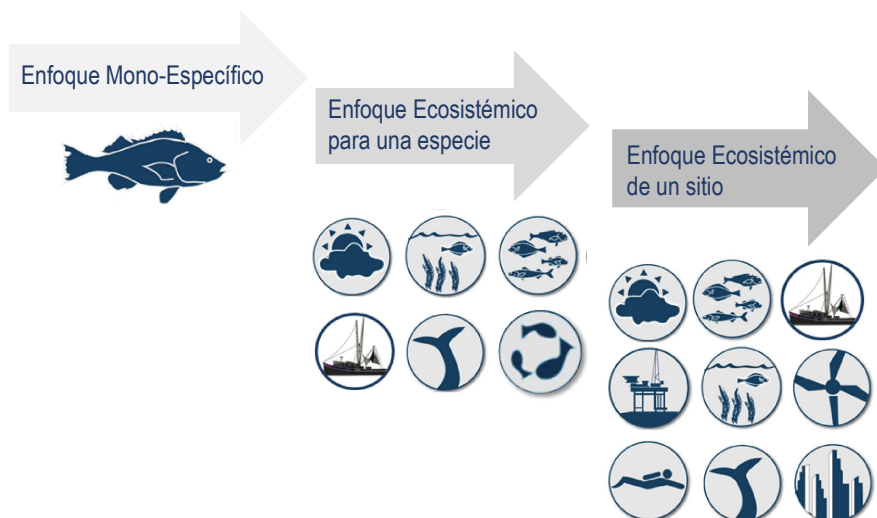 Enfoque Mono-Específico
Enfoque Ecosistémico
para una especie
Enfoque Ecosistémico
de un sitio